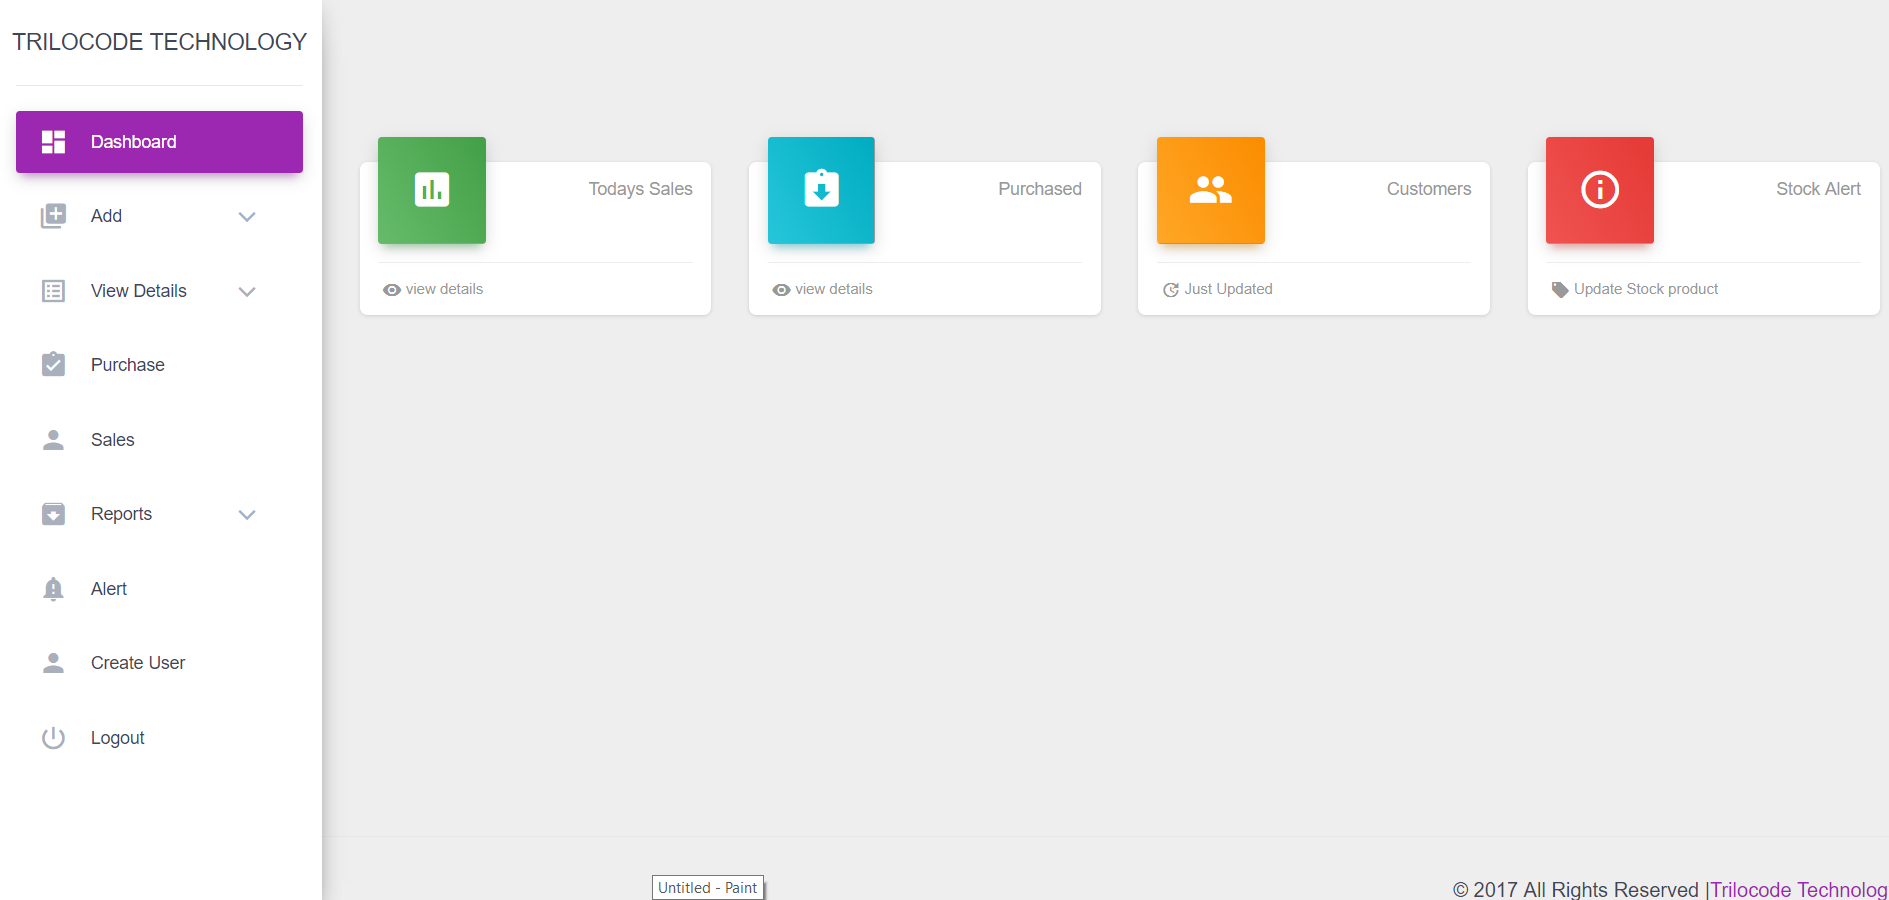 TRILOCODE TECHNOLOGY
Dashboard
Add
View Details
Purchase
Sales
Reports
Alert
Create User
Logout
Todays Sales
view details
Purchased
view details
Customers
Just Updated
Stock Alert
Update Stock product
Untitled - Paint
© 2017 All Rights Reserved |Trilocode Technolog